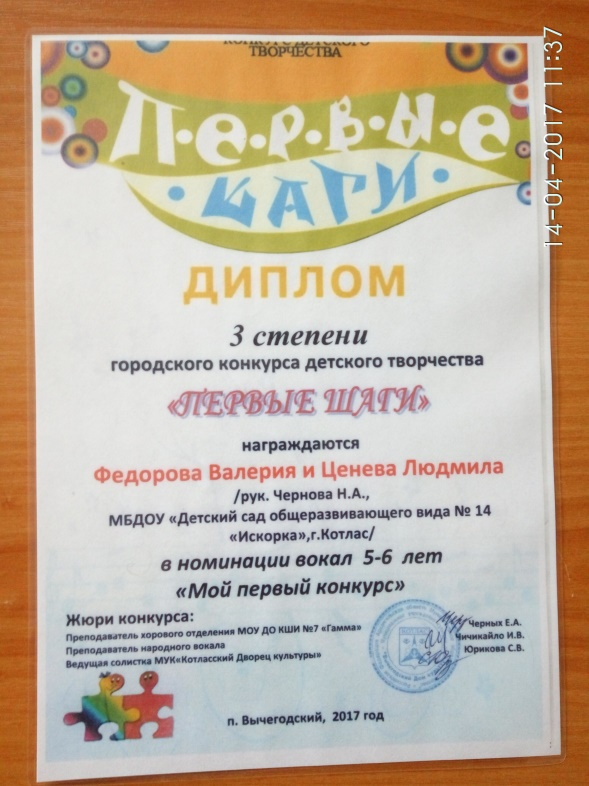 КОНКУРС ДЕТСКОГО
ТВОРЧЕСТВА
П·е·р·в·ы·е
·ШАГИ·
ДИПЛОМ
3 степени
городского конкурса детского творчества
«ПЕРВЫЕ ШАГИ»
награждаются
Федорова Валерия и Ценева Людмила
/рук. Чернова Н.А.,
МБДОУ «Детский сад общеразвивающего вида № 14
«Искорка»,г.Котлас/
в номинации вокал 5-6 лет
«Мой первый конкурс»
Жюри конкурса:
Преподаватель хорового отделения МОУ ДО КШИ №7 «Гамма» Черных Е.А.
Преподаватель народного вокала Чичикайло И.В.
Ведущая солистка МУК«Котласский Дворец культуры» Юрикова С.В.
п. Вычегодский, 2017 год
14-04-2017 11:37